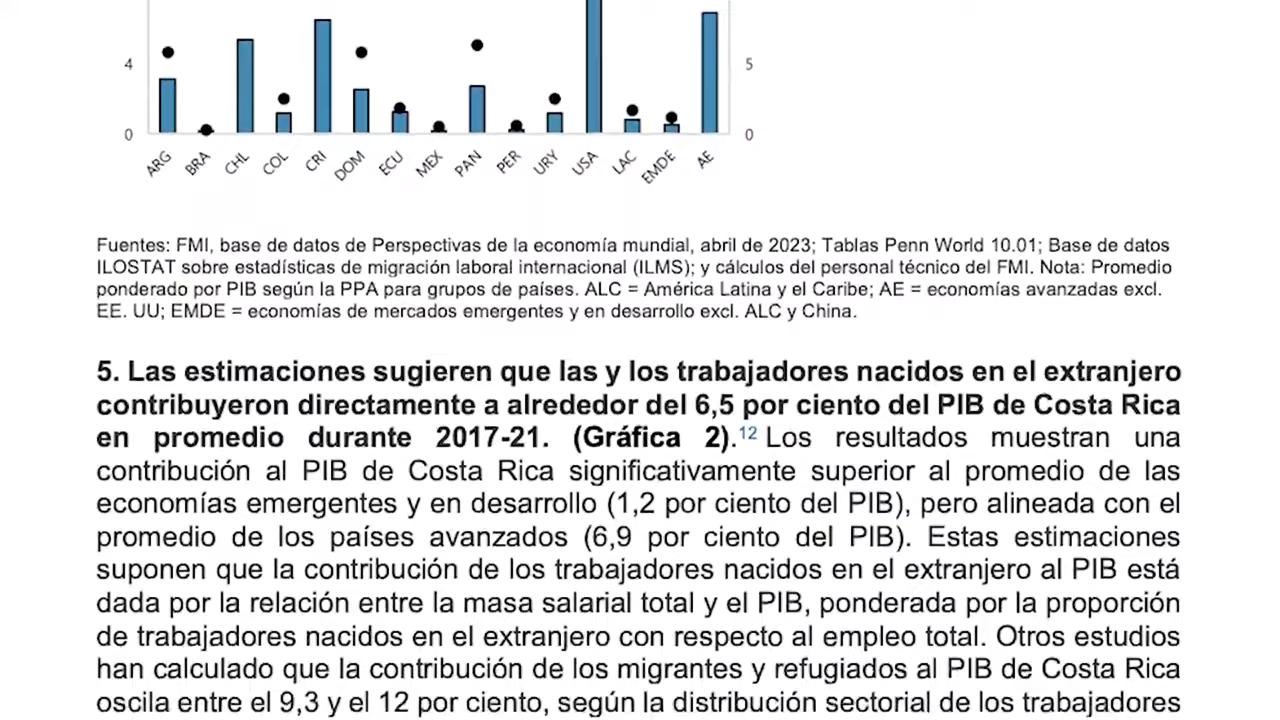 4
5
0
0
ARG BRA CHL COL CRI DOM ECU MEX PAN PER URY USA LAC EMDE AE
Fuentes: FMI, base de datos de Perspectivas de la economía mundial, abril de 2023; Tablas Penn World 10.01; Base de datos
ILOSTAT sobre estadísticas de migración laboral internacional (ILMS); y cálculos del personal técnico del FMI. Nota: Promedio
ponderado por PIB según la PPA para grupos de países. ALC = América Latina y el Caribe; AE = economías avanzadas excl.
EE. UU; EMDE = economías de mercados emergentes y en desarrollo excl. ALC y China.
5. Las estimaciones sugieren que las y los trabajadores nacidos en el extranjero
contribuyeron directamente a alrededor del 6,5 por ciento del PIB de Costa Rica
en promedio durante 2017-21. (Gráfica 2).12 Los resultados muestran una
contribución al PIB de Costa Rica significativamente superior al promedio de las
economías emergentes y en desarrollo (1,2 por ciento del PIB), pero alineada con el
promedio de los países avanzados (6,9 por ciento del PIB). Estas estimaciones
suponen que la contribución de los trabajadores nacidos en el extranjero al PIB está
dada por la relación entre la masa salarial total y el PIB, ponderada por la proporción
de trabajadores nacidos en el extranjero con respecto al empleo total. Otros estudios
han calculado que la contribución de los migrantes y refugiados al PIB de Costa Rica
oscila entre el 9,3 y el 12 por ciento, según la distribución sectorial de los trabajadores